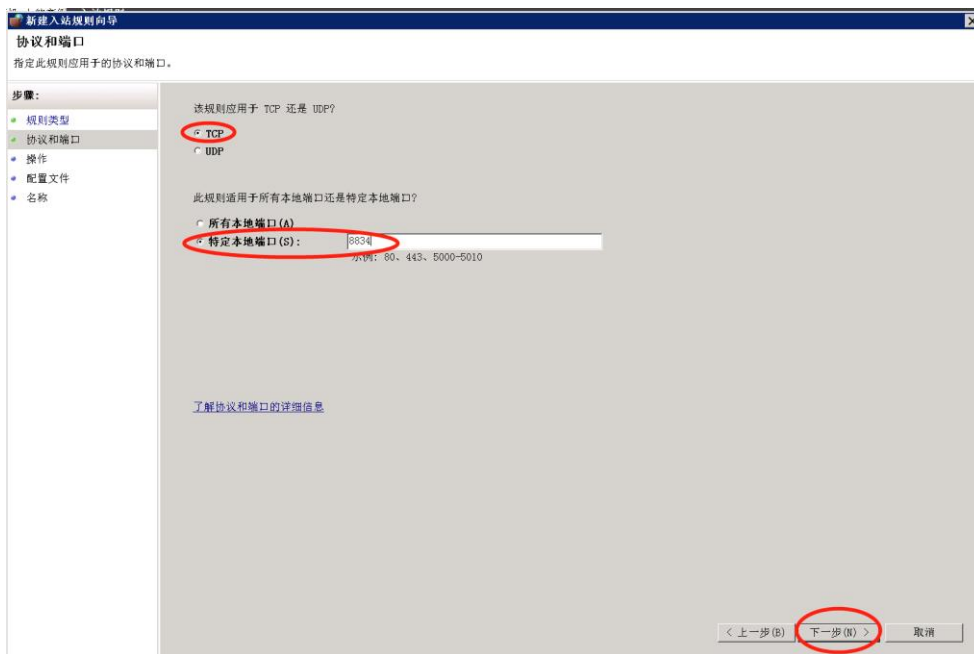 新建入站规则向导
协议和端口
指定此规则应用于的协议和端口。
步骤:
规则类型
协议和端口
操作
配置文件
名称
该规则应用于 TCP 还是 UDP?
TCP
UDP
此规则适用于所有本地端口还是特定本地端口?
所有本地端口(A)
特定本地端口(S): 8834
示例: 80、443、5000-5010
了解协议和端口的详细信息
< 上一步(B) 下一步(N) > 取消